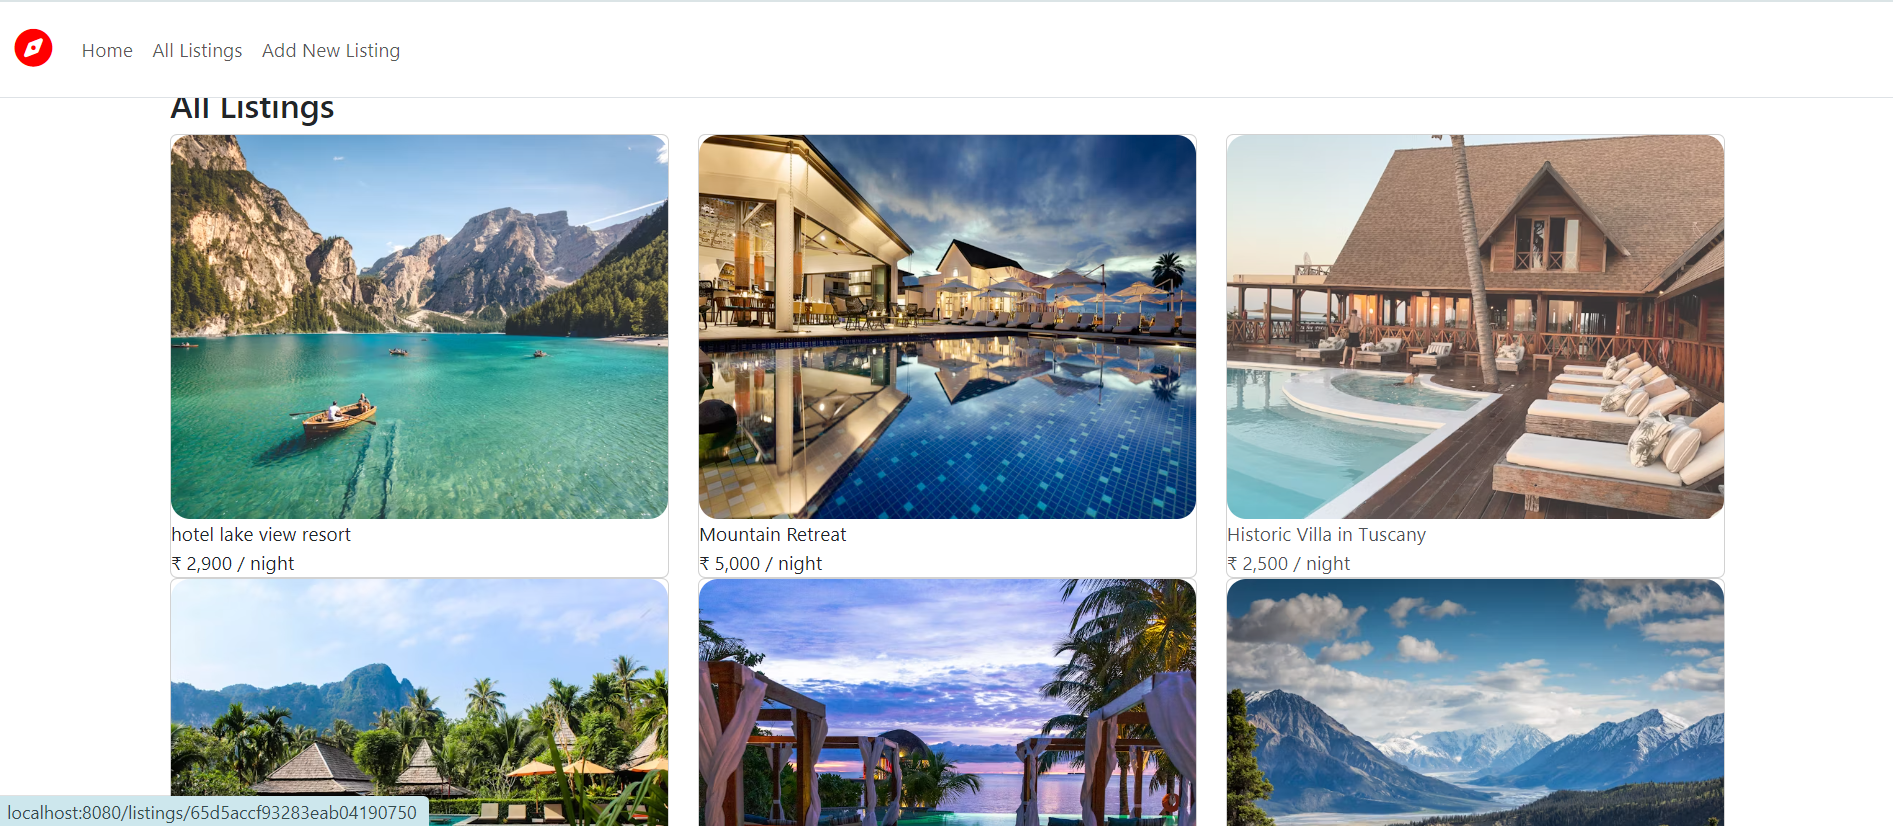 Home All Listings Add New Listing
All Listings
hotel lake view resort
₹ 2,900 / night
Mountain Retreat
₹ 5,000 / night
Historic Villa in Tuscany
₹ 2,500 / night
localhost:8080/listings/65d5accf93283eab04190750